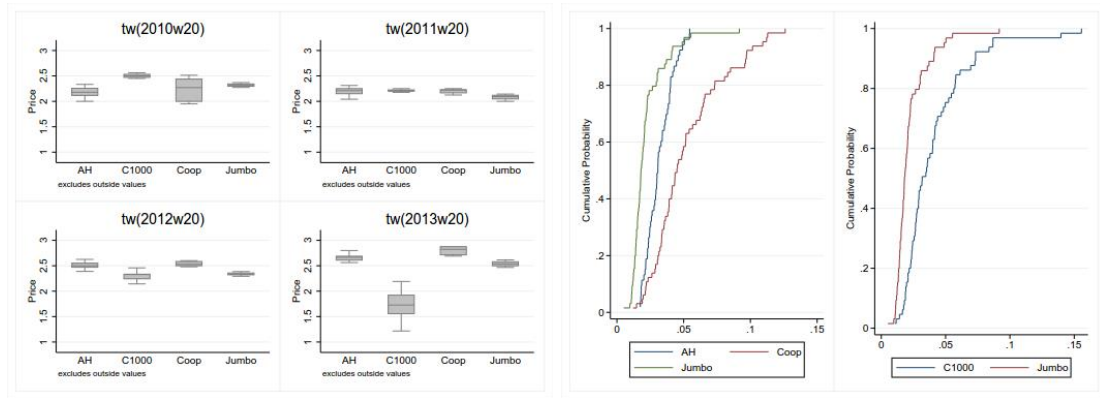 tw(2010w20)
Price
3
2.5
2
1.5
1
AH C1000 Coop Jumbo
excludes outside values
tw(2011w20)
Price
3
2.5
2
1.5
1
AH C1000 Coop Jumbo
excludes outside values
tw(2012w20)
Price
3
2.5
2
1.5
1
AH C1000 Coop Jumbo
excludes outside values
tw(2013w20)
Price
3
2.5
2
1.5
1
AH C1000 Coop Jumbo
excludes outside values
Cumulative Probability
1
.8
.6
.4
.2
0
0 .05 .1 .15
AH Coop
Jumbo
Cumulative Probability
1
.8
.6
.4
.2
0
0 .05 .1 .15
C1000 Jumbo